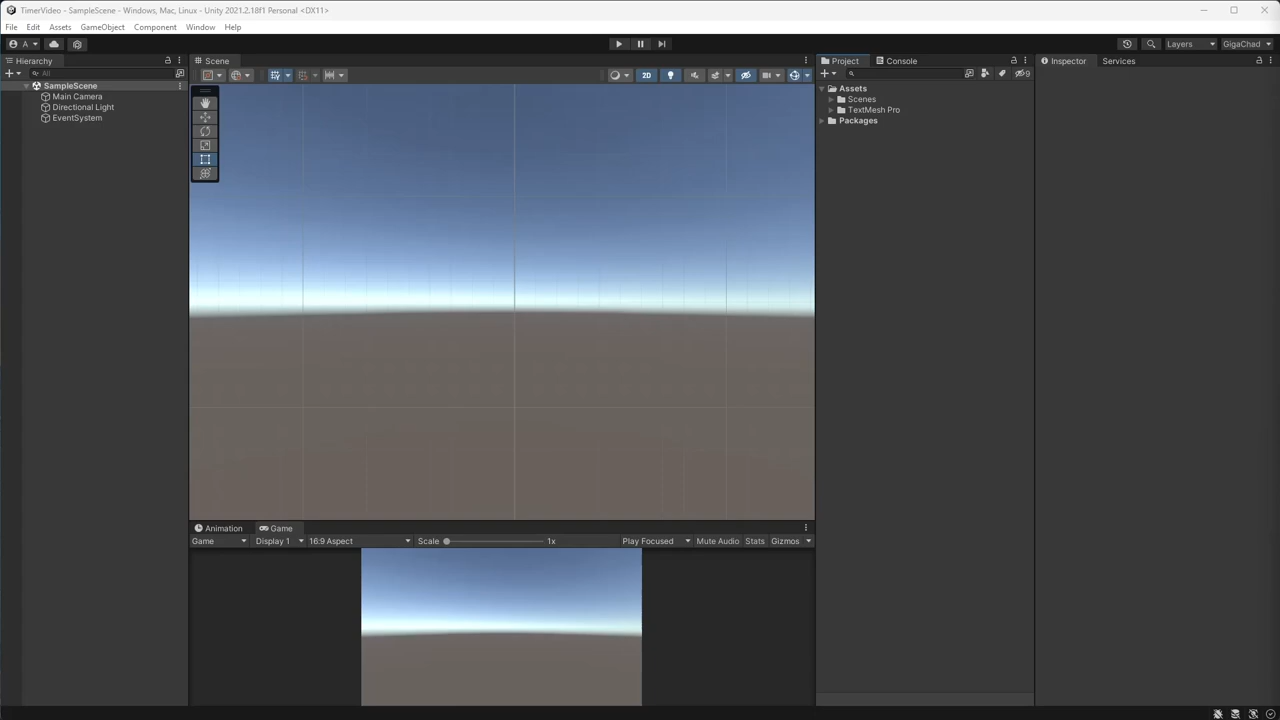 TimerVideo - SampleScene - Windows, Mac, Linux - Unity 2021.2.18f1 Personal <DX11>
File Edit Assets GameObject Component Window Help
A Layers GigaChad
Hierarchy
All
SampleScene
Main Camera
Directional Light
EventSystem
Scene
2D
Animation Game
Game Display 1 16:9 Aspect Scale 1x Play Focused Mute Audio Stats Gizmos
Project Console
9
Assets
Scenes
TextMesh Pro
Packages
Inspector Services